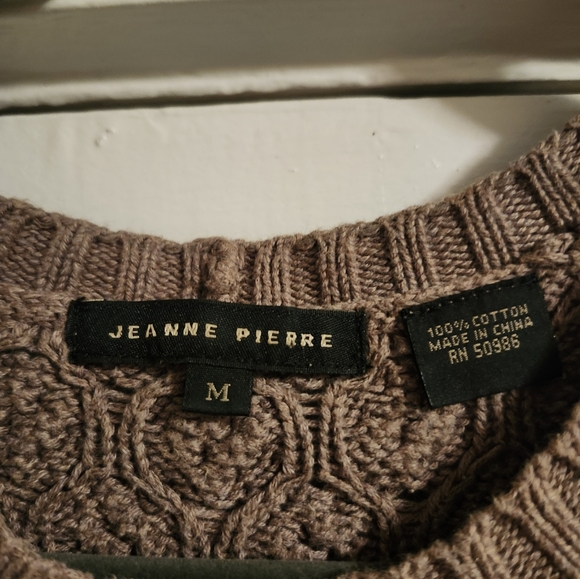 JEANNE PIERRE
M
100% COTTON
MADE IN CHINA
RN 50986